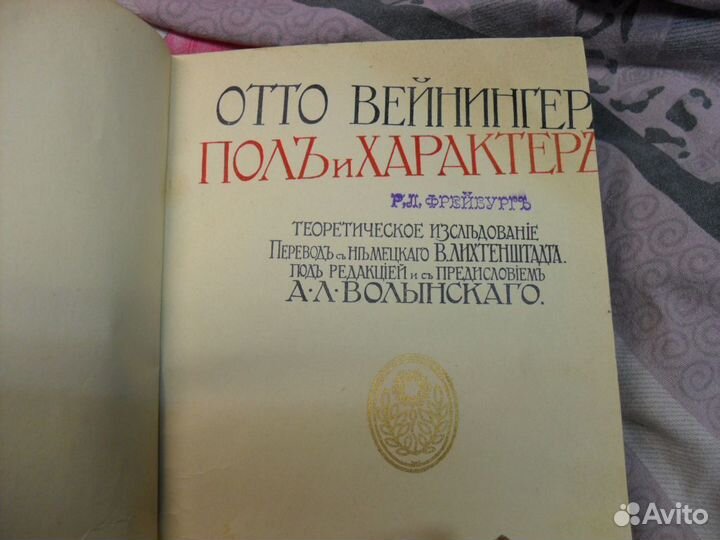 ОТТО ВЕЙНИНГЕРЪ
ПОЛЪ и ХАРАКТЕРЪ
Р.Л. ФРЕЙБУРГЪ
ТЕОРЕТИЧЕСКОЕ ИЗСЛѢДОВАНІЕ
ПЕРЕВОДЪ съ НѢМЕЦКАГО В. ЛИХТЕНШТАДТА.
ПОДЪ РЕДАКЦІЕЙ и съ ПРЕДИСЛОВІЕМЪ
А·Л·ВОЛЫНСКАГО.
Avito